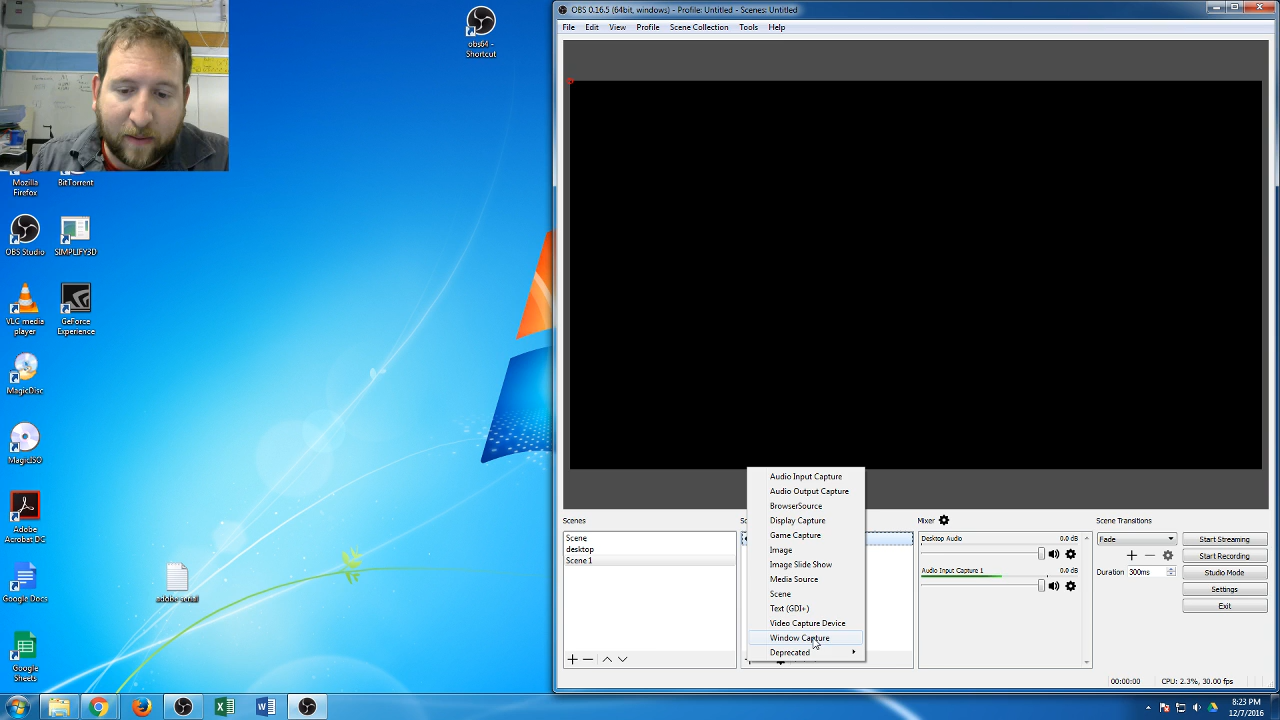 OBS 0.16.5 (64bit, windows) - Profile: Untitled - Scenes: Untitled
File Edit View Profile Scene Collection Tools Help
obs64 -
Shortcut
Mozilla
Firefox
BitTorrent
OBS Studio
SIMPLIFY3D
VLC media
player
GeForce
Experience
MagicDisc
MagicISO
Adobe
Acrobat DC
Google Docs
adobe serial
Google
Sheets
Audio Input Capture
Audio Output Capture
BrowserSource
Display Capture
Game Capture
Image
Image Slide Show
Media Source
Scene
Text (GDI+)
Video Capture Device
Window Capture
Deprecated
Scenes
Scene
desktop
Scene 1
Mixer
Desktop Audio 0.0 dB
Audio Input Capture 1 0.0 dB
Scene Transitions
Fade
Duration 300ms
Start Streaming
Start Recording
Studio Mode
Settings
Exit
00:00:00 CPU: 2.3%, 30.00 fps
8:23 PM
12/7/2016